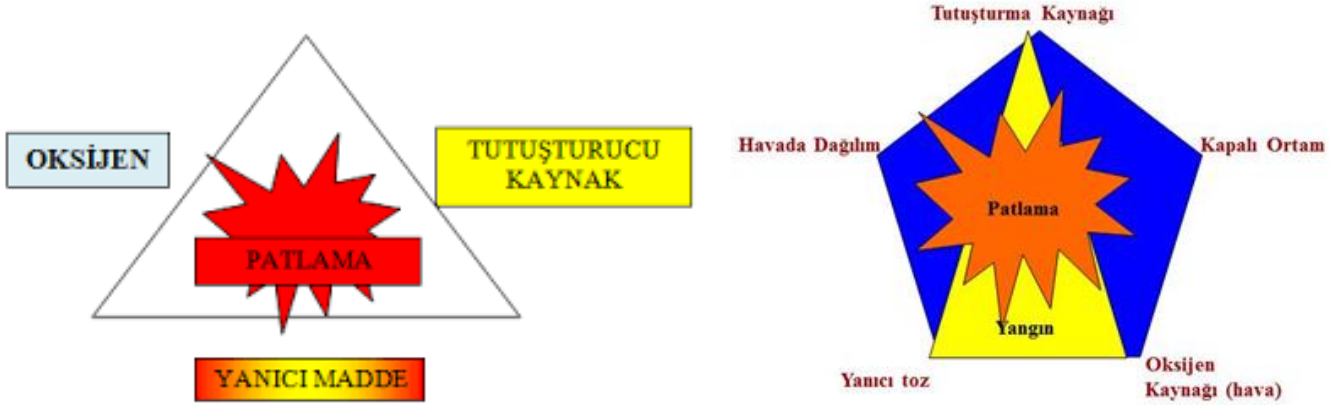 OKSİJEN
TUTUŞTURUCU
KAYNAK
PATLAMA
YANICI MADDE
Tutuşturma Kaynağı
Havada Dağılım
Kapalı Ortam
Patlama
Yangın
Yanıcı toz
Oksijen
Kaynağı (hava)